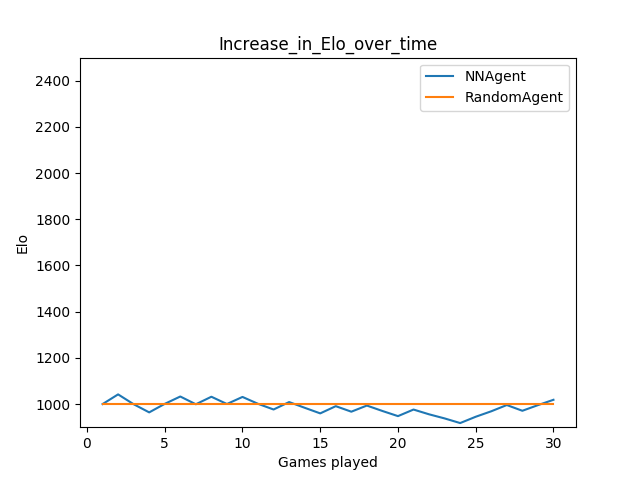 Increase_in_Elo_over_time
NNAgent
RandomAgent
2400
2200
2000
1800
1600
1400
1200
1000
Elo
0 5 10 15 20 25 30
Games played